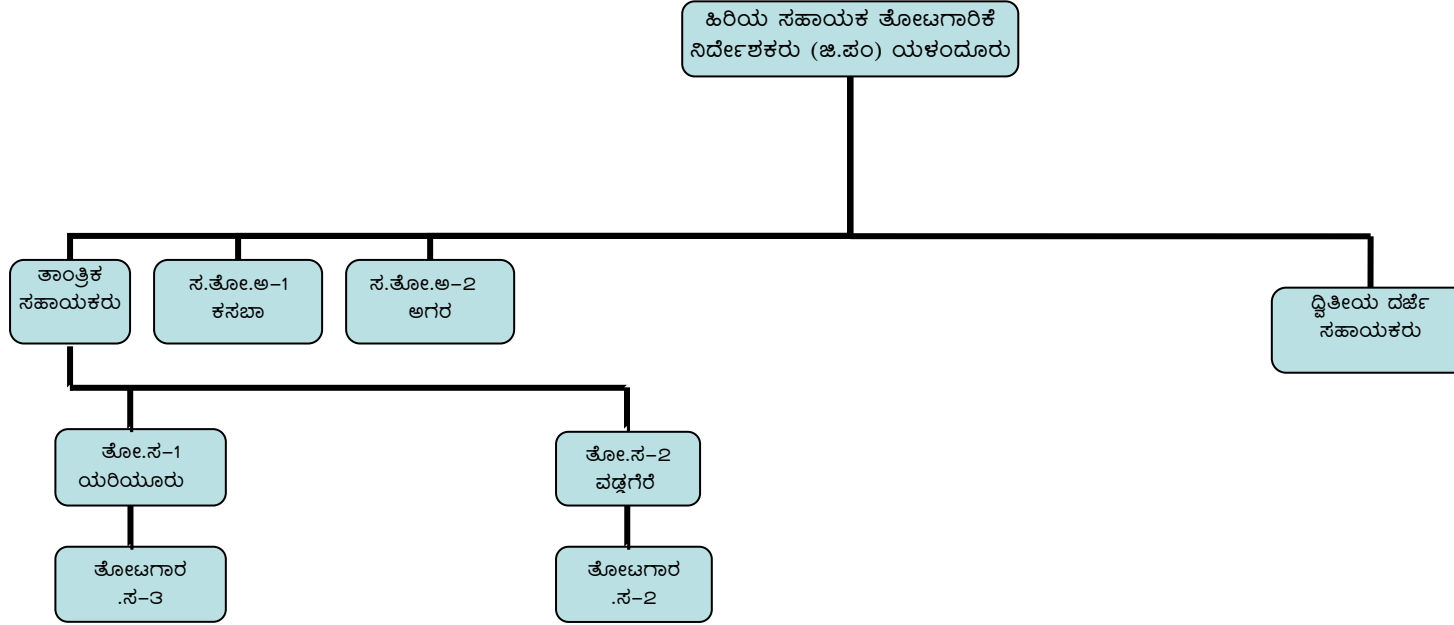 ಹಿರಿಯ ಸಹಾಯಕ ತೋಟಗಾರಿಕೆ
ನಿರ್ದೇಶಕರು (ಜಿ.ಪಂ) ಯಳಂದೂರು
ತಾಂತ್ರಿಕ
ಸಹಾಯಕರು
ಸ.ತೋ.ಅ-1
ಕಸಬಾ
ಸ.ತೋ.ಅ-2
ಅಗರ
ದ್ವಿತೀಯ ದರ್ಜೆ
ಸಹಾಯಕರು
ತೋ.ಸ-1
ಯರಿಯೂರು
ತೋ.ಸ-2
ವಡ್ಗೆರೆ
ತೋಟಗಾರ
.ಸ-3
ತೋಟಗಾರ
.ಸ-2